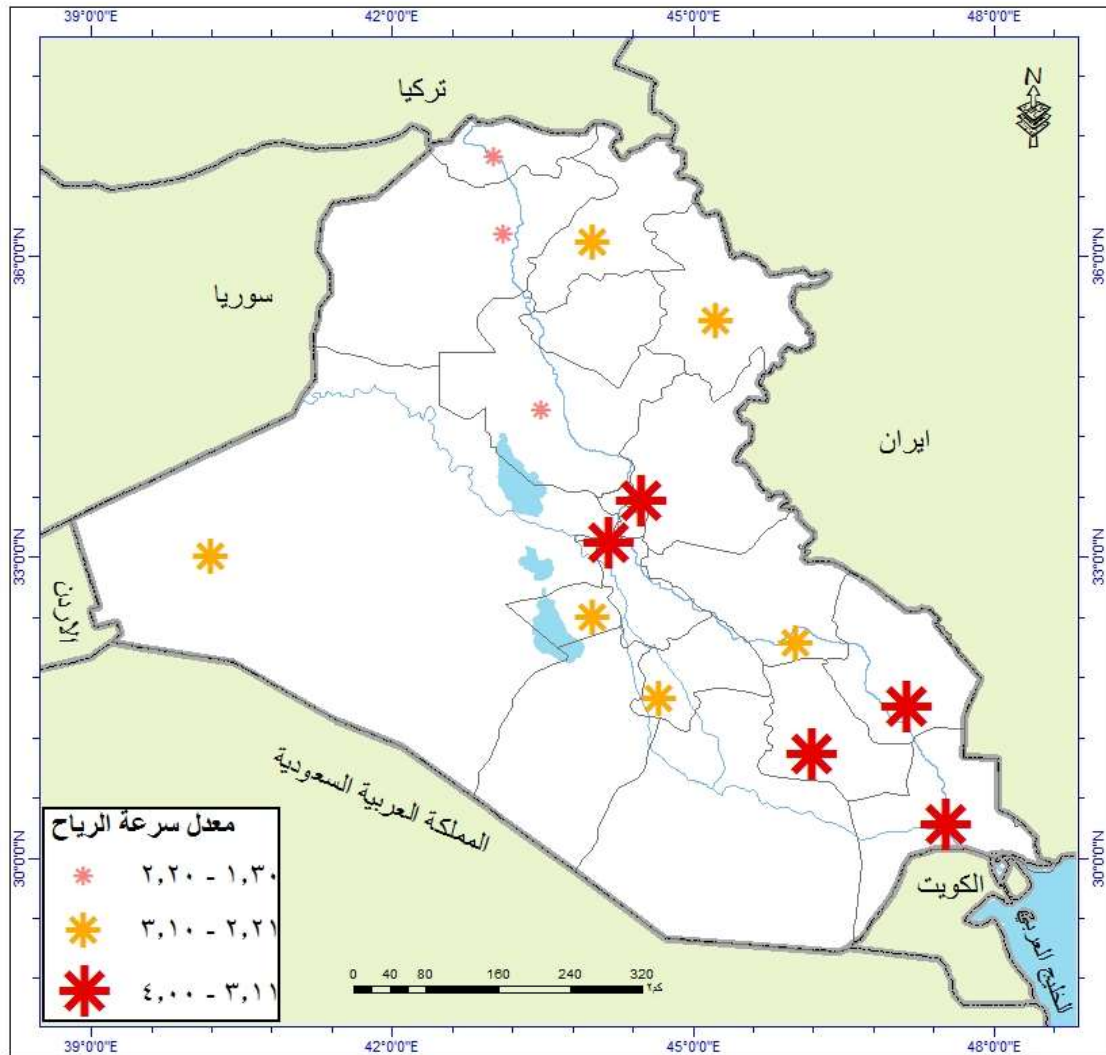 39°0'0"E
42°0'0"E
45°0'0"E
48°0'0"E
N
تركيا
36°0'0"N
36°0'0"N
سوريا
ايران
33°0'0"N
33°0'0"N
الاردن
المملكة العربية السعودية
30°0'0"N
30°0'0"N
الكويت
الخليج العربي
معدل سرعة الرياح
١,٣٠ - ٢,٢٠
٢,٢١ - ٣,١٠
٣,١١ - ٤,٠٠
0 40 80 160 240 320
كم٢
39°0'0"E
42°0'0"E
45°0'0"E
48°0'0"E